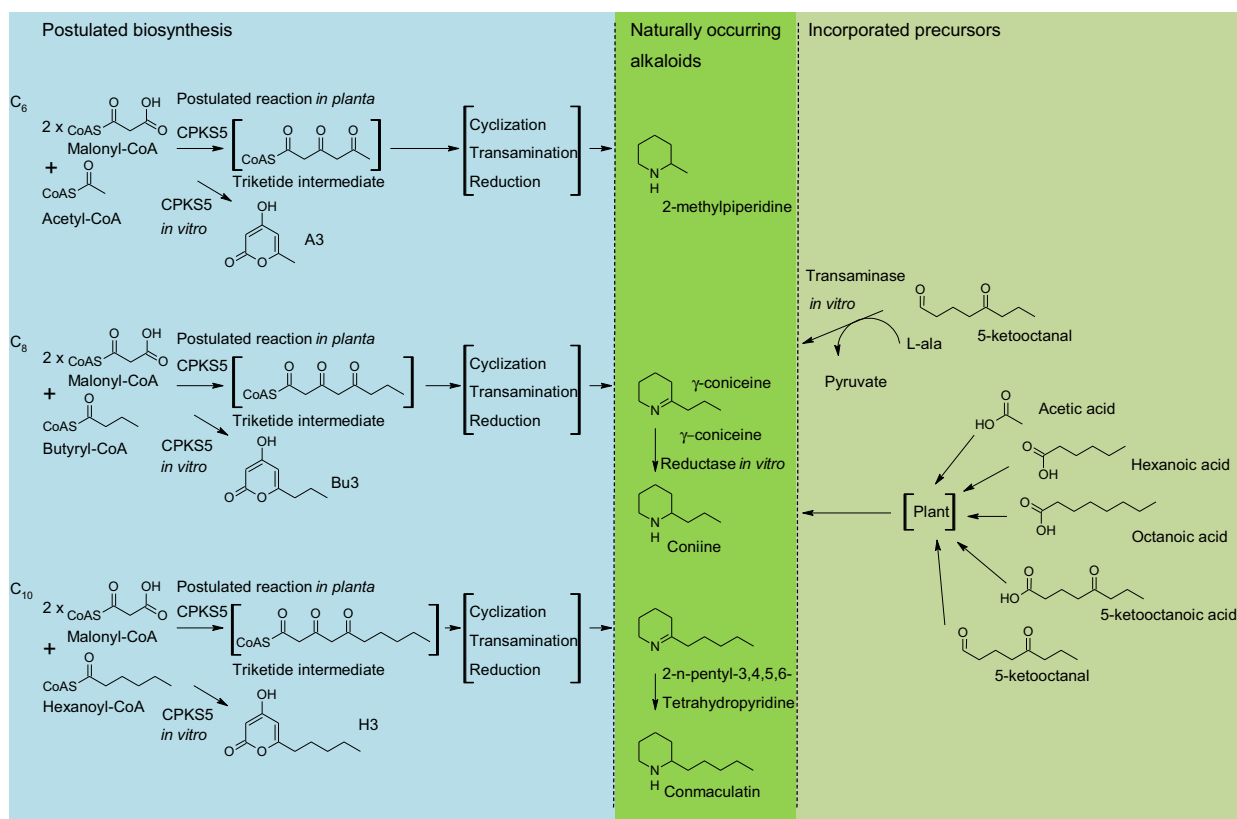 Postulated biosynthesis
Naturally occurring
alkaloids
Incorporated precursors
C6
2 x
CoAS
O
OH
O
Malonyl-CoA
+
CoAS
O
Acetyl-CoA
Postulated reaction in planta
CPKS5
CoAS
O
O
O
Triketide intermediate
CPKS5
in vitro
OH
O
O
A3
Cyclization
Transamination
Reduction
N
H
2-methylpiperidine
Transaminase
in vitro
O
O
5-ketooctanal
L-ala
Pyruvate
C8
2 x
CoAS
O
OH
O
Malonyl-CoA
+
CoAS
O
Butyryl-CoA
Postulated reaction in planta
CPKS5
CoAS
O
O
O
Triketide intermediate
CPKS5
in vitro
OH
O
O
Bu3
Cyclization
Transamination
Reduction
γ-coniceine
N
γ–coniceine
Reductase in vitro
N
H
Coniine
O
HO
Acetic acid
O
OH
Hexanoic acid
Plant
O
OH
Octanoic acid
O
HO
O
5-ketooctanoic acid
O
O
5-ketooctanal
C10
2 x
CoAS
O
OH
O
Malonyl-CoA
+
CoAS
O
Hexanoyl-CoA
Postulated reaction in planta
CPKS5
CoAS
O
O
O
Triketide intermediate
CPKS5
in vitro
OH
O
O
H3
Cyclization
Transamination
Reduction
N
2-n-pentyl-3,4,5,6-
Tetrahydropyridine
N
H
Conmaculatin